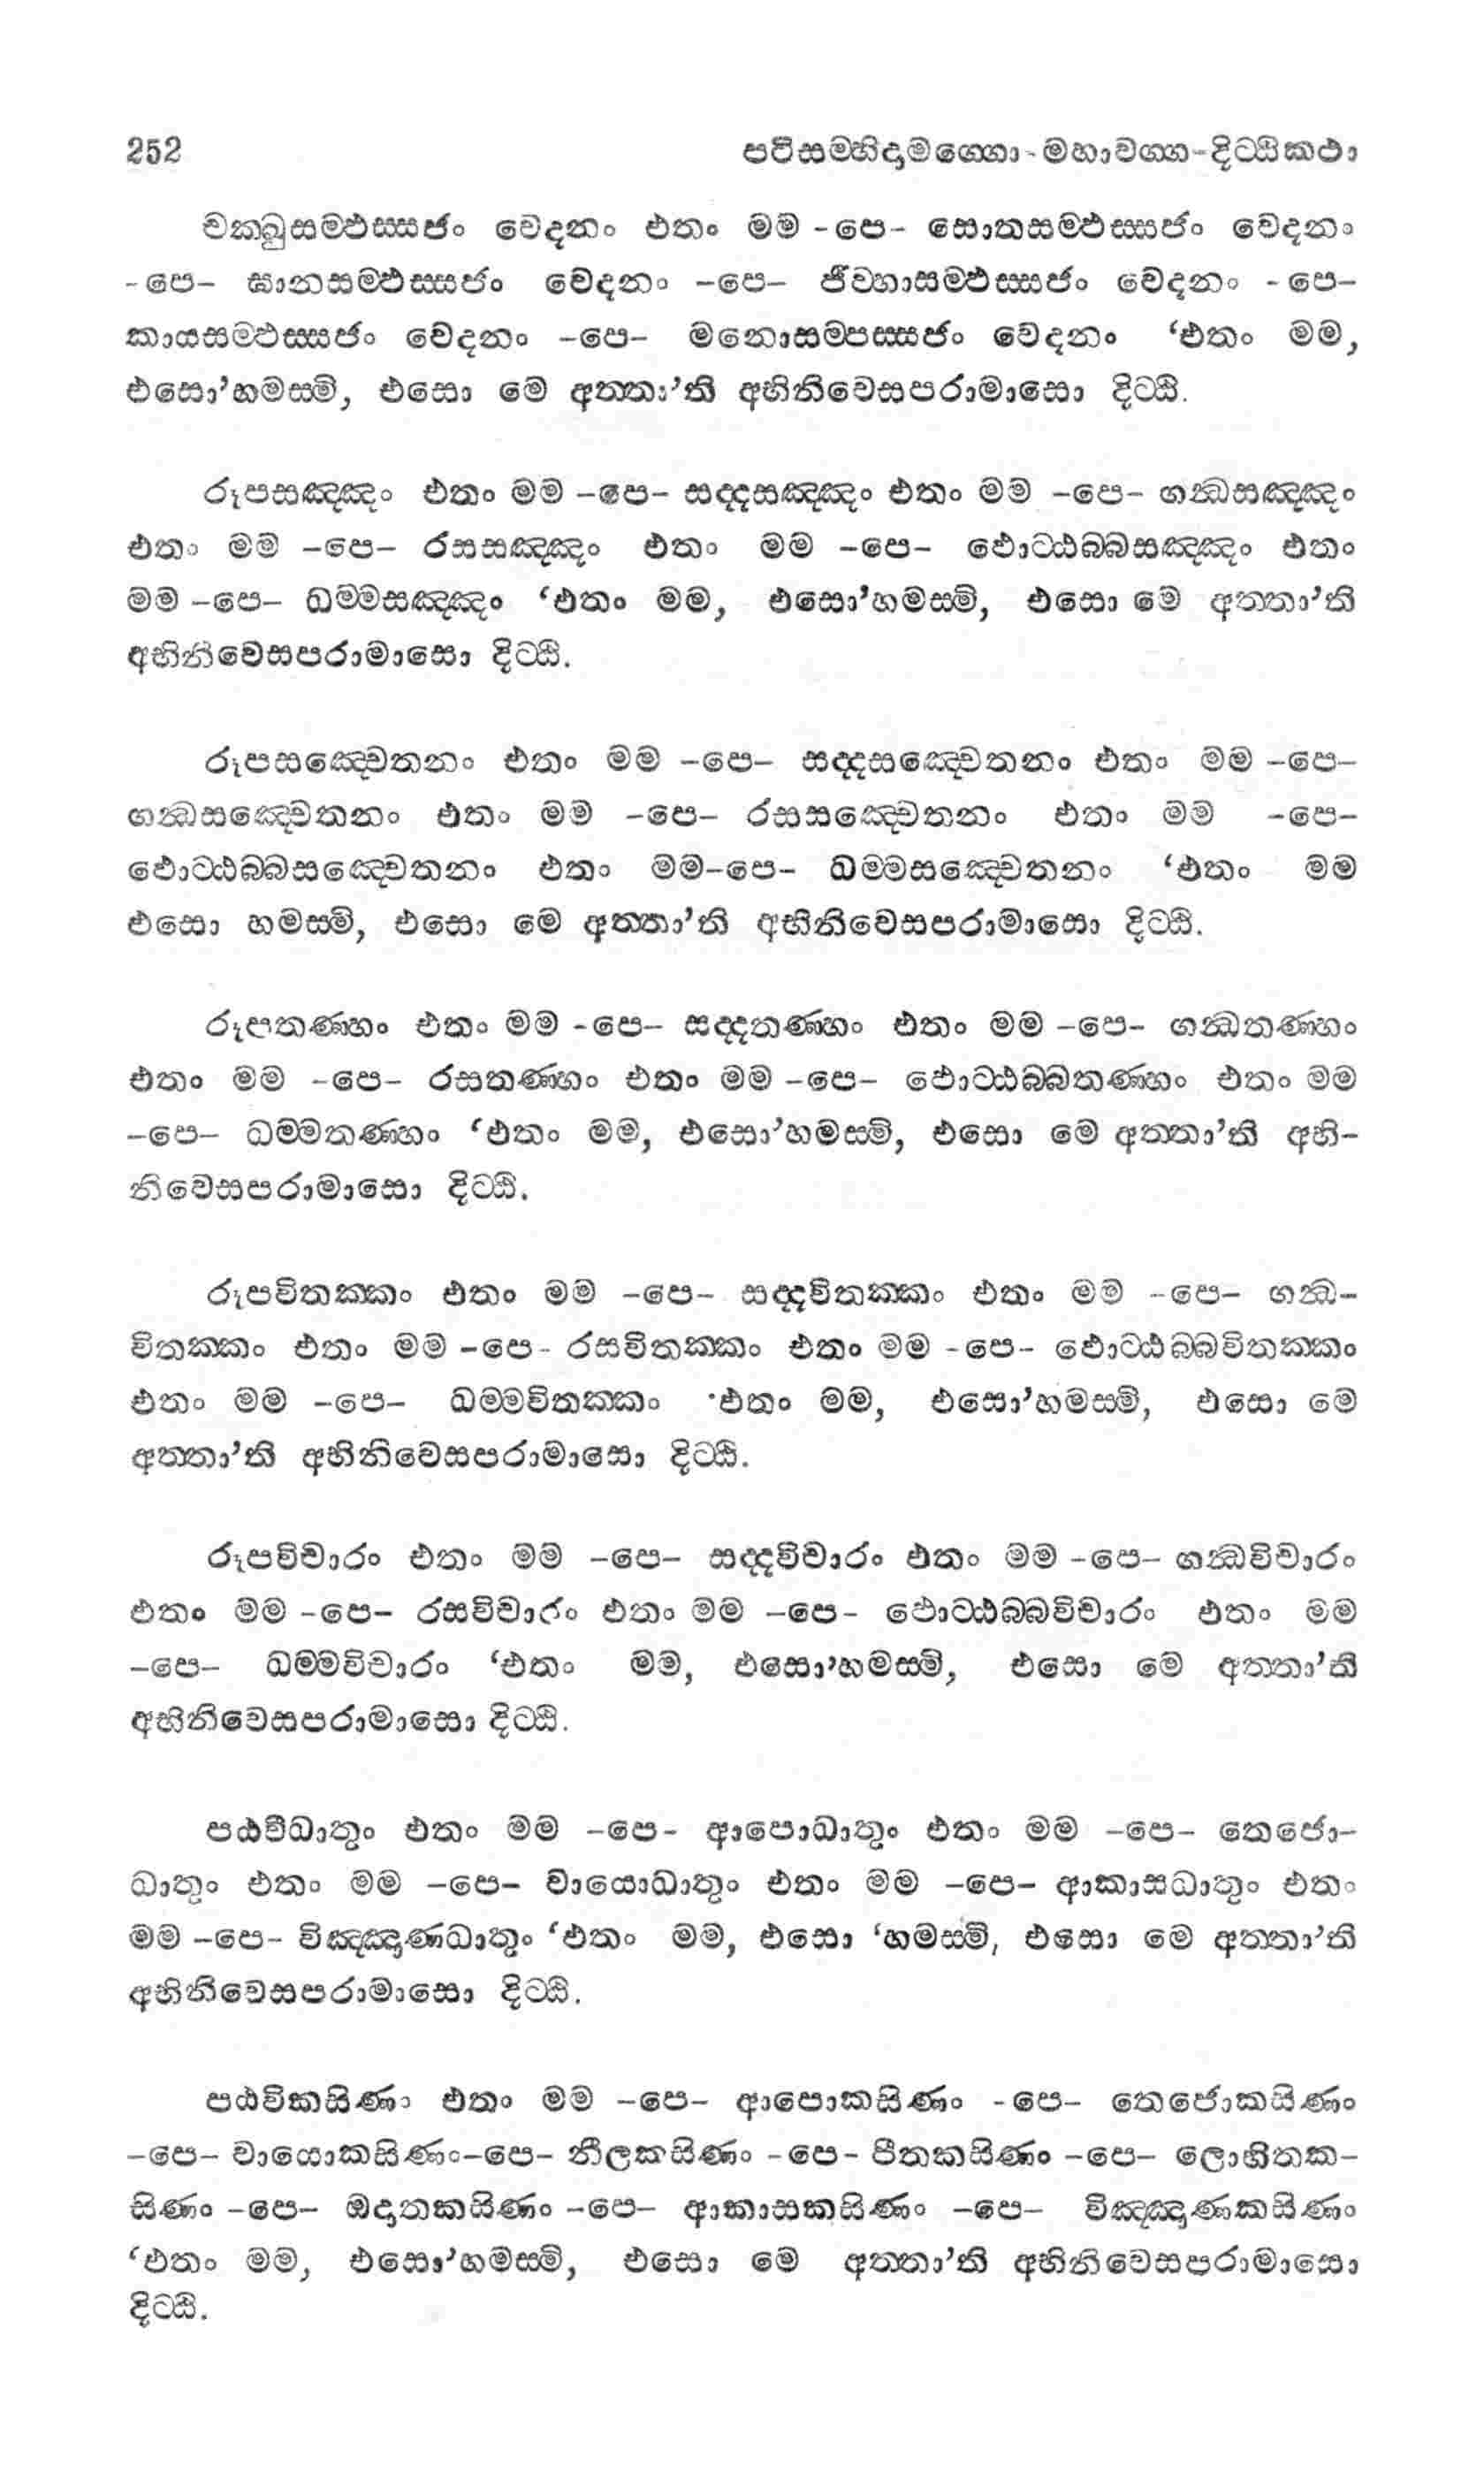 252 පටිසම්භිදාමග්ගො - මහාවග්ග - දිට්ඨිකථා
චක්ඛුසම්ඵස්සජං වේදනං එතං මම -පෙ- සොතසම්ඵස්සජං වේදනං
-පෙ- ඝානසම්ඵස්සජං වේදනං -පෙ- ජිව්හාසම්ඵස්සජං වේදනං -පෙ-
කායසම්ඵස්සජං වේදනං -පෙ- මනොසම්පස්සජං වේදනං ‘එතං මම,
එසො’හමස්මි, එසො මෙ අත්තා’ති අභිනිවෙසපරාමාසො දිට්ඨි.
රූපසඤ්ඤං එතං මම -පෙ- සද්දසඤ්ඤං එතං මම -පෙ- ගන්ධසඤ්ඤං
එතං මම -පෙ- රසසඤ්ඤං එතං මම -පෙ- ඵොට්ඨබ්බසඤ්ඤං එතං
මම -පෙ- ධම්මසඤ්ඤං ‘එතං මම, එසො’හමස්මි, එසො මෙ අත්තා’ති
අභිනිවෙසපරාමාසො දිට්ඨි.
රූපසඤ්චෙතනං එතං මම -පෙ- සද්දසඤ්චෙතනං එතං මම -පෙ-
ගන්ධසඤ්චෙතනං එතං මම -පෙ- රසසඤ්චෙතනං එතං මම -පෙ-
ඵොට්ඨබ්බසඤ්චෙතනං එතං මම-පෙ- ධම්මසඤ්චෙතනං ‘එතං මම
එසො හමස්මි, එසො මෙ අත්තා’ති අභිනිවෙසපරාමාසො දිට්ඨි.
රූපතණ්හං එතං මම -පෙ- සද්දතණ්හං එතං මම -පෙ- ගන්ධතණ්හං
එතං මම -පෙ- රසතණ්හං එතං මම -පෙ- ඵොට්ඨබ්බතණ්හං එතං මම
-පෙ- ධම්මතණ්හං ‘එතං මම, එසො’හමස්මි, එසො මෙ අත්තා’ති අභි-
නිවෙසපරාමාසො දිට්ඨි.
රූපවිතක්කං එතං මම -පෙ- සද්දවිතක්කං එතං මම -පෙ- ගන්ධ-
විතක්කං එතං මම -පෙ- රසවිතක්කං එතං මම -පෙ- ඵොට්ඨබ්බවිතක්කං
එතං මම -පෙ- ධම්මවිතක්කං ‘එතං මම, එසො’හමස්මි, එසො මෙ
අත්තා’ති අභිනිවෙසපරාමාසො දිට්ඨි.
රූපවිචාරං එතං මම -පෙ- සද්දවිචාරං එතං මම -පෙ- ගන්ධවිචාරං
එතං මම -පෙ- රසවිචාරං එතං මම -පෙ- ඵොට්ඨබ්බවිචාරං එතං මම
-පෙ- ධම්මවිචාරං ‘එතං මම, එසො’හමස්මි, එසො මෙ අත්තා’ති
අභිනිවෙසපරාමාසො දිට්ඨි.
පඨවීධාතුං එතං මම -පෙ- ආපොධාතුං එතං මම -පෙ- තෙජො-
ධාතුං එතං මම -පෙ- වායොධාතුං එතං මම -පෙ- ආකාසධාතුං එතං
මම -පෙ- විඤ්ඤාණධාතුං ‘එතං මම, එසො ‘හමස්මි, එසො මෙ අත්තා’ති
අභිනිවෙසපරාමාසො දිට්ඨි.
පඨවිකසිණං එතං මම -පෙ- ආපොකසිණං -පෙ- තෙජොකසිණං
-පෙ- වායොකසිණං-පෙ- නීලකසිණං -පෙ- පීතකසිණං -පෙ- ලොහිතක-
සිණං -පෙ- ඔදාතකසිණං -පෙ- ආකාසකසිණං -පෙ- විඤ්ඤාණකසිණං
‘එතං මම, එසො’හමස්මි, එසො මෙ අත්තා’ති අභිනිවෙසපරාමාසො
දිට්ඨි.